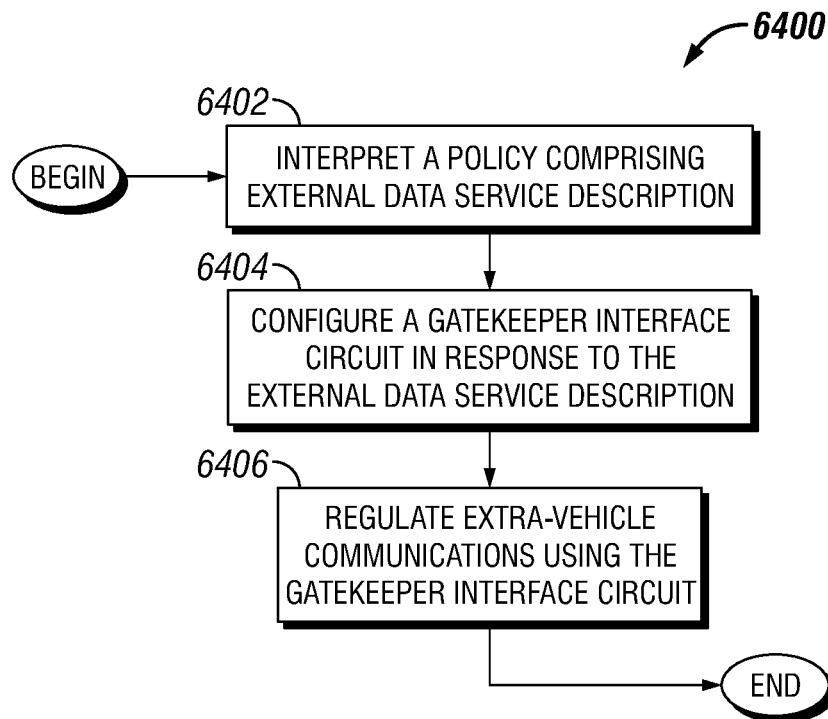 6400
6402
BEGIN
INTERPRET A POLICY COMPRISING
EXTERNAL DATA SERVICE DESCRIPTION
6404
CONFIGURE A GATEKEEPER INTERFACE
CIRCUIT IN RESPONSE TO THE
EXTERNAL DATA SERVICE DESCRIPTION
6406
REGULATE EXTRA-VEHICLE
COMMUNICATIONS USING THE
GATEKEEPER INTERFACE CIRCUIT
END